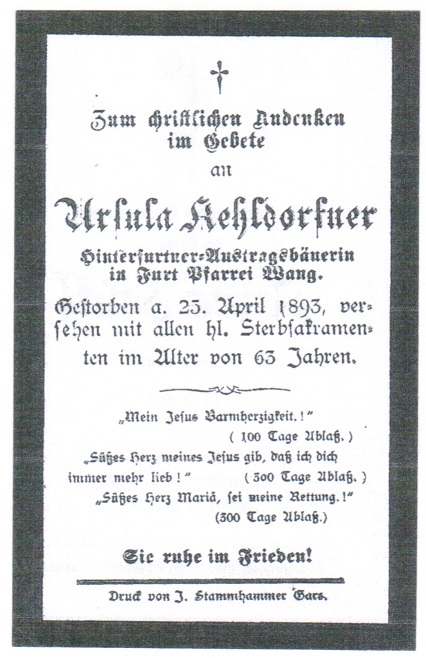 †
Zum christlichen Andenken
im Gebete
an
Ursula Kehldorfner
Hinterfurtner-Austragsbäuerin
in Furt Pfarrei Wang.
Gestorben a. 23. April 1893, ver-
sehen mit allen hl. Sterbsakramen-
ten im Alter von 63 Jahren.
„Mein Jesus Barmherzigkeit.!“
( 100 Tage Ablaß. )
„Süßes Herz meines Jesus gib, daß ich dich
immer mehr lieb ! “ ( 300 Tage Ablaß. )
„Süßes Herz Mariä, sei meine Rettung.!“
(300 Tage Ablaß.)
Sie ruhe im Frieden!
Druck von J. Stammhammer Gars.